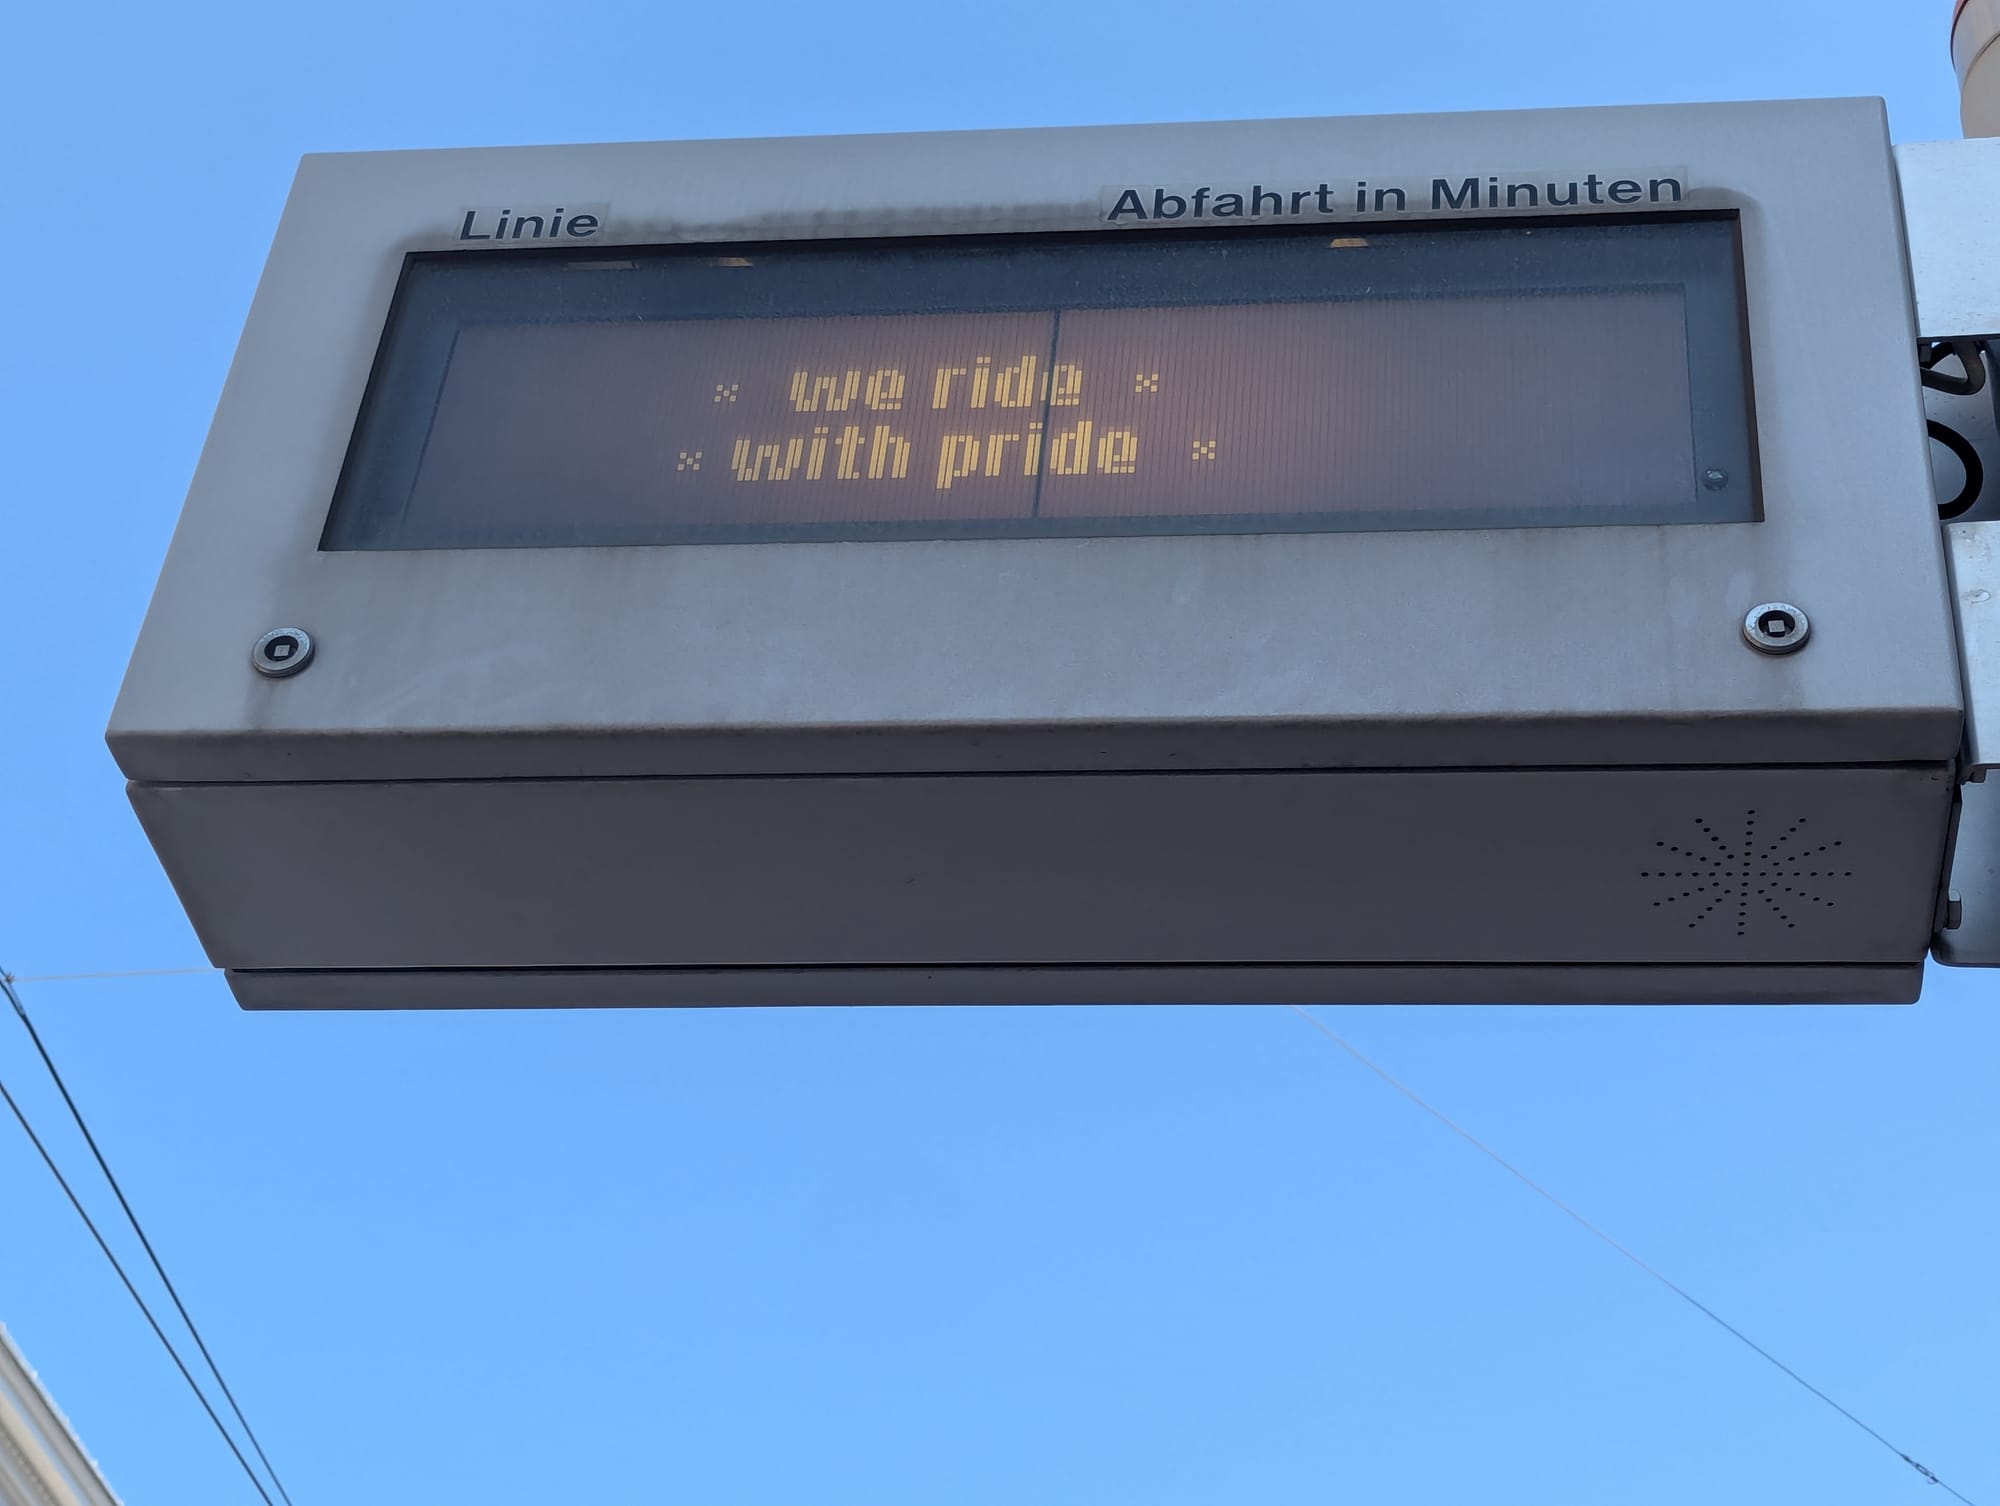 Linie Abfahrt in Minuten
× we ride ×
× with pride ×